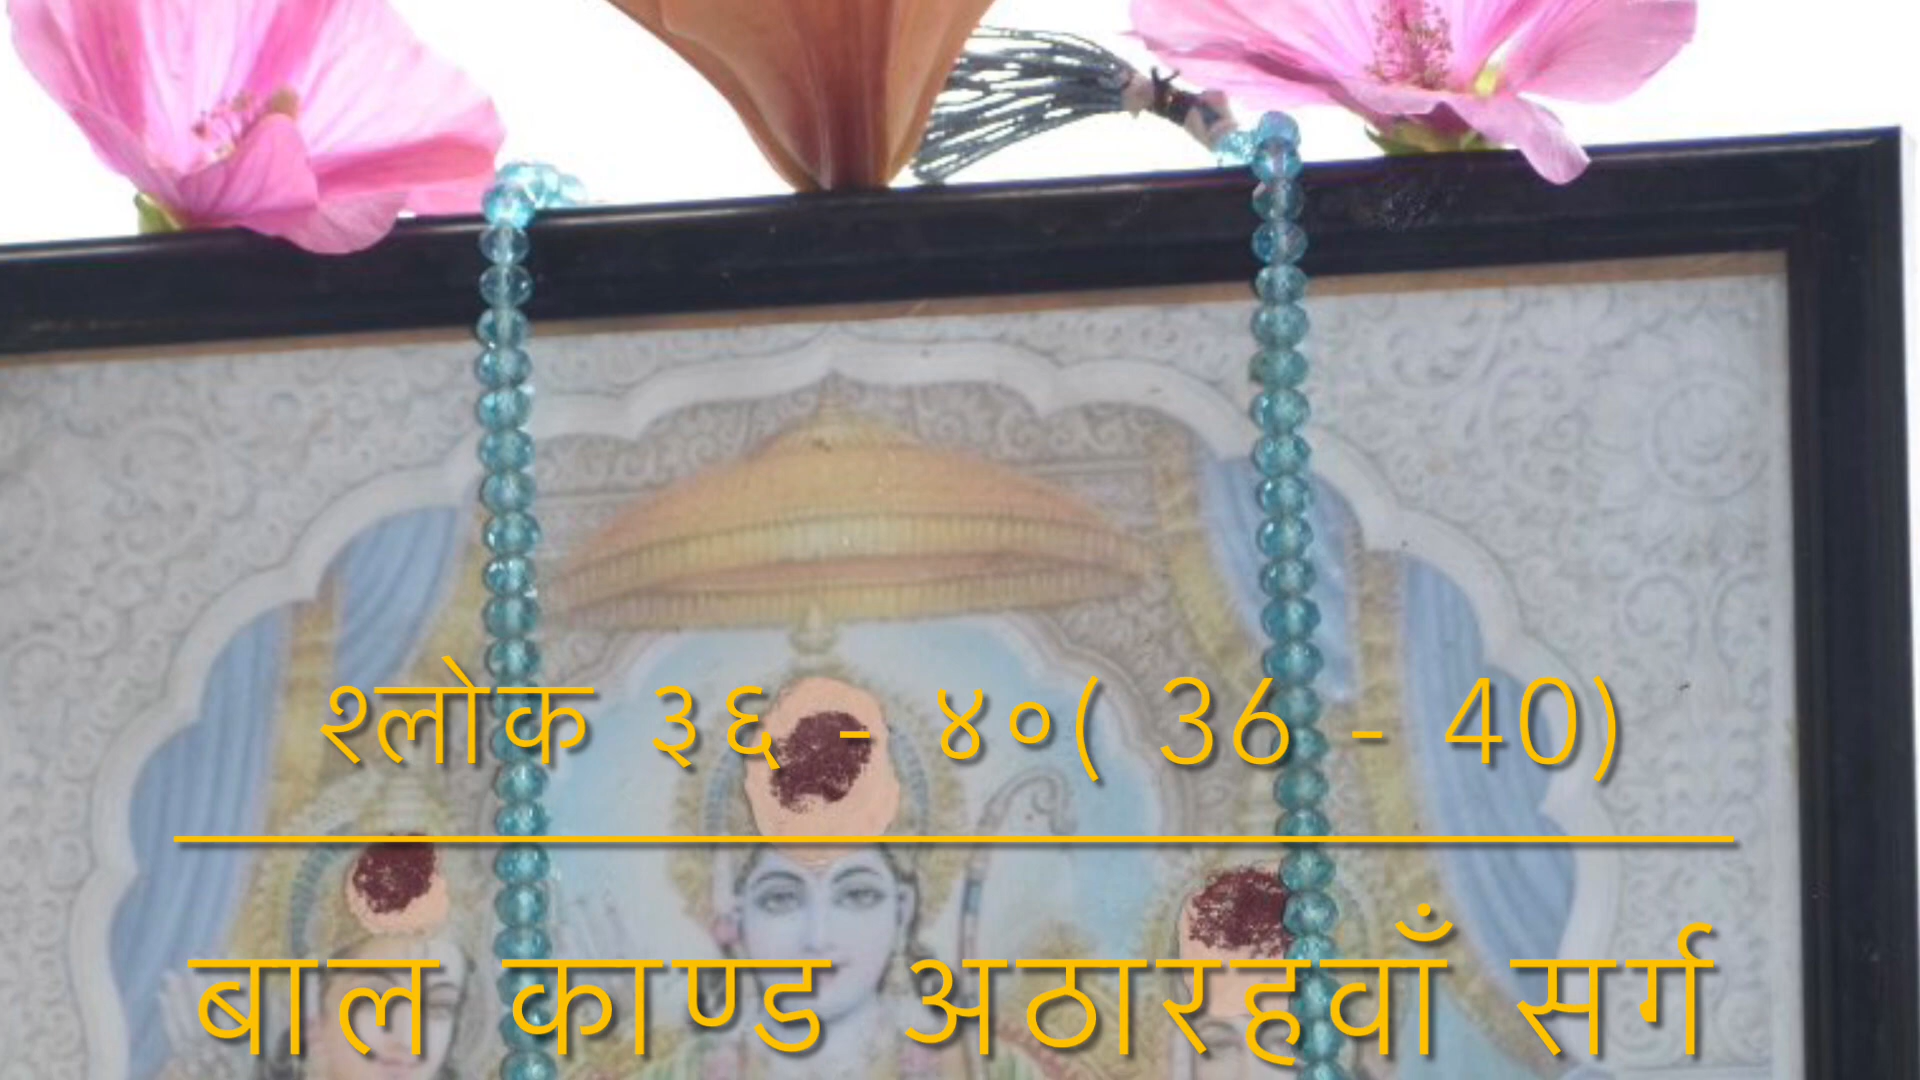 श्लोक ३६ - ४०( 36 - 40)
बाल काण्ड अठारहवाँ सर्ग